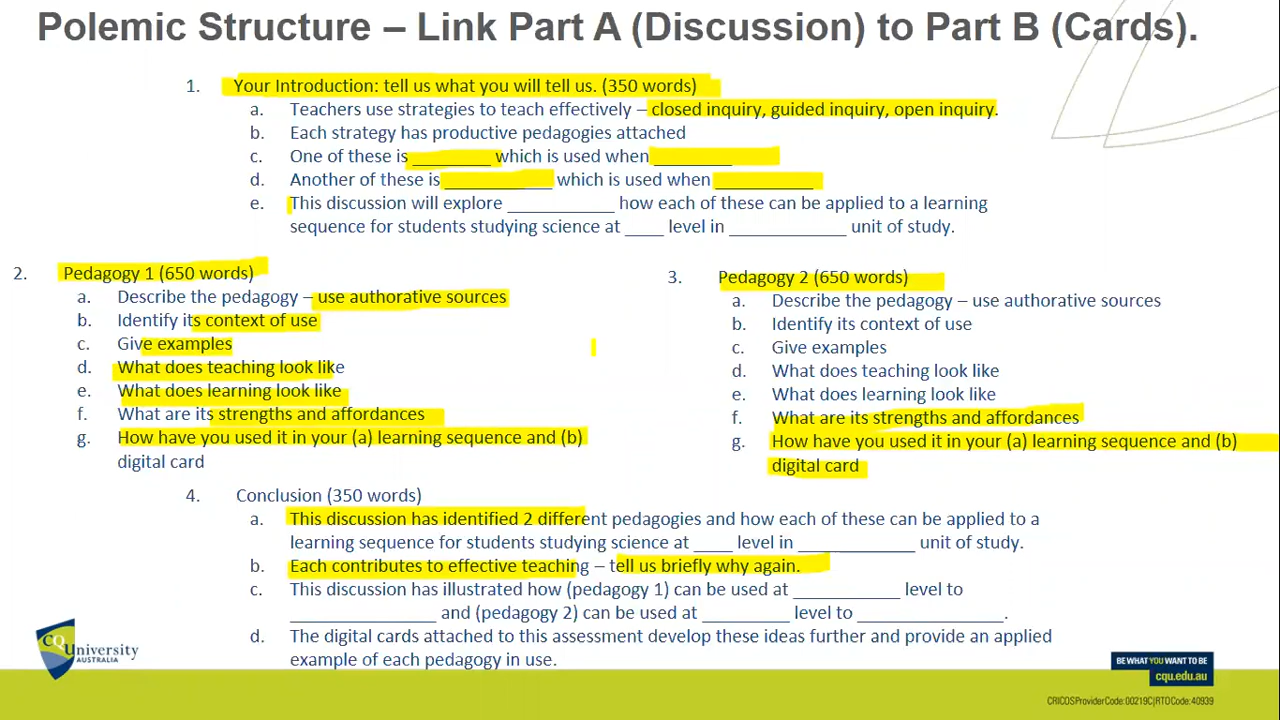 Polemic Structure – Link Part A (Discussion) to Part B (Cards).
1. Your Introduction: tell us what you will tell us. (350 words)
a. Teachers use strategies to teach effectively – closed inquiry, guided inquiry, open inquiry.
b. Each strategy has productive pedagogies attached
c. One of these is _________ which is used when _________
d. Another of these is ____________ which is used when ___________
e. This discussion will explore ___________ how each of these can be applied to a learning
sequence for students studying science at ____ level in ____________ unit of study.
2. Pedagogy 1 (650 words)
a. Describe the pedagogy – use authorative sources
b. Identify its context of use
c. Give examples
d. What does teaching look like
e. What does learning look like
f. What are its strengths and affordances
g. How have you used it in your (a) learning sequence and (b)
digital card
3. Pedagogy 2 (650 words)
a. Describe the pedagogy – use authorative sources
b. Identify its context of use
c. Give examples
d. What does teaching look like
e. What does learning look like
f. What are its strengths and affordances
g. How have you used it in your (a) learning sequence and (b)
digital card
4. Conclusion (350 words)
a. This discussion has identified 2 different pedagogies and how each of these can be applied to a
learning sequence for students studying science at ____ level in ____________ unit of study.
b. Each contributes to effective teaching – tell us briefly why again.
c. This discussion has illustrated how (pedagogy 1) can be used at ___________ level to
____________ and (pedagogy 2) can be used at _________ level to _______________.
d. The digital cards attached to this assessment develop these ideas further and provide an applied
example of each pedagogy in use.
CQUniversity
AUSTRALIA
BE WHAT YOU WANT TO BE
cqu.edu.au
CRICOS Provider Code: 00219C | RTO Code: 40939